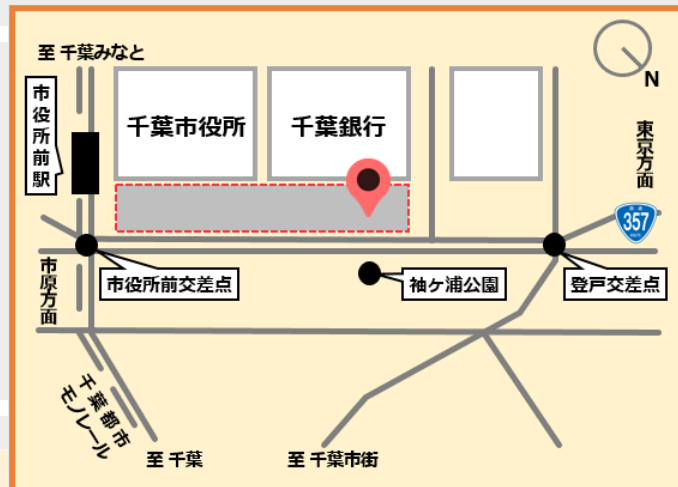 至 千葉みなと
市役所前駅
千葉市役所
千葉銀行
N
東京方面
357
市原方面
市役所前交差点
袖ヶ浦公園
登戸交差点
千葉都市
モノレール
至 千葉
至 千葉市街